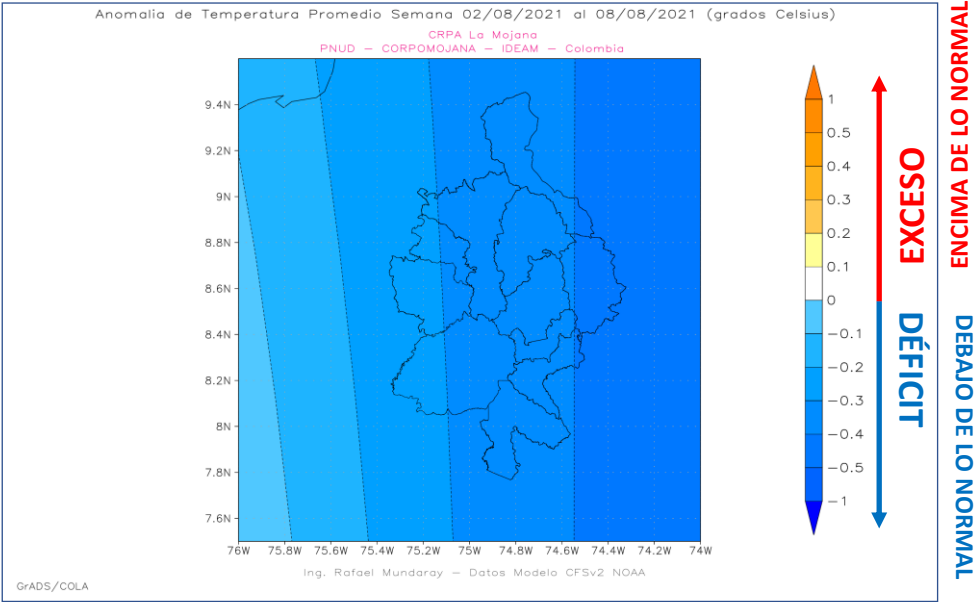 Anomalía de Temperatura Promedio Semana 02/08/2021 al 08/08/2021 (grados Celsius)
CRPA La Mojana
PNUD – CORPOMOJANA – IDEAM – Colombia
9.4N
9.2N
9N
8.8N
8.6N
8.4N
8.2N
8N
7.8N
7.6N
76W 75.8W 75.6W 75.4W 75.2W 75W 74.8W 74.6W 74.4W 74.2W 74W
Ing. Rafael Mundaray – Datos Modelo CFSv2 NOAA
GrADS/COLA
1
0.5
0.4
0.3
0.2
0.1
0
−0.1
−0.2
−0.3
−0.4
−0.5
−1
EXCESO
DÉFICIT
ENCIMA DE LO NORMAL
DEBAJO DE LO NORMAL